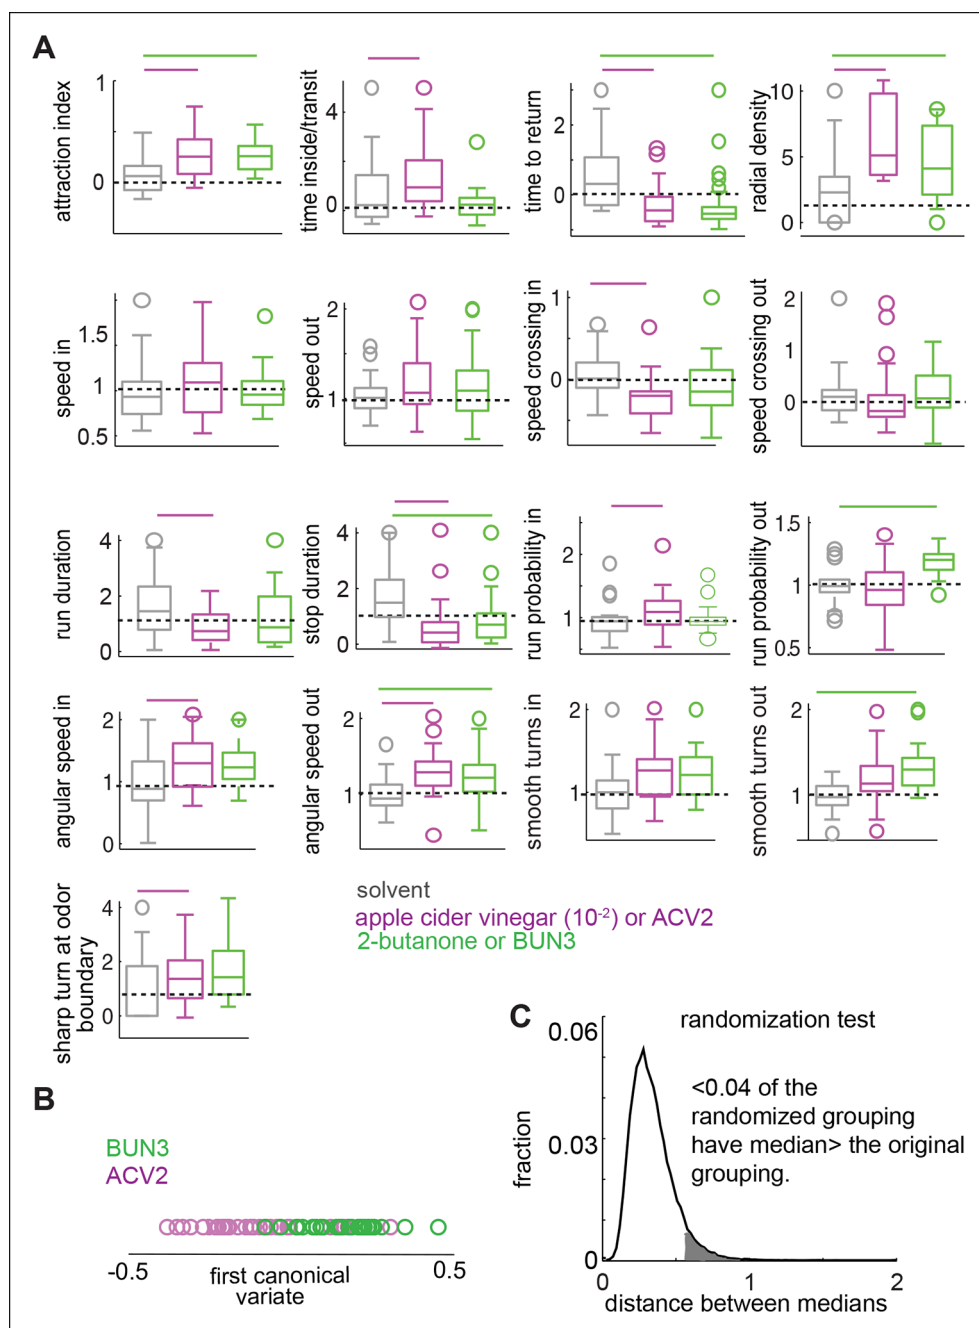 A
attraction index
1
0
time inside/transit
4
2
0
time to return
2
0
radial density
10
5
0
speed in
1.5
1
0.5
speed out
2
1
speed crossing in
1
0
speed crossing out
2
1
0
run duration
4
2
0
stop duration
4
2
0
run probability in
2
1
run probability out
1.5
1
0.5
angular speed in
2
1
0
angular speed out
2
1
smooth turns in
2
1
smooth turns out
2
1
sharp turn at odor
boundary
4
2
0
solvent
apple cider vinegar (10-2) or ACV2
2-butanone or BUN3
B
BUN3
ACV2
-0.5
0.5
first canonical
variate
C
randomization test
fraction
0.06
0.03
0
<0.04 of the
randomized grouping
have median> the original
grouping.
0
1
2
distance between medians